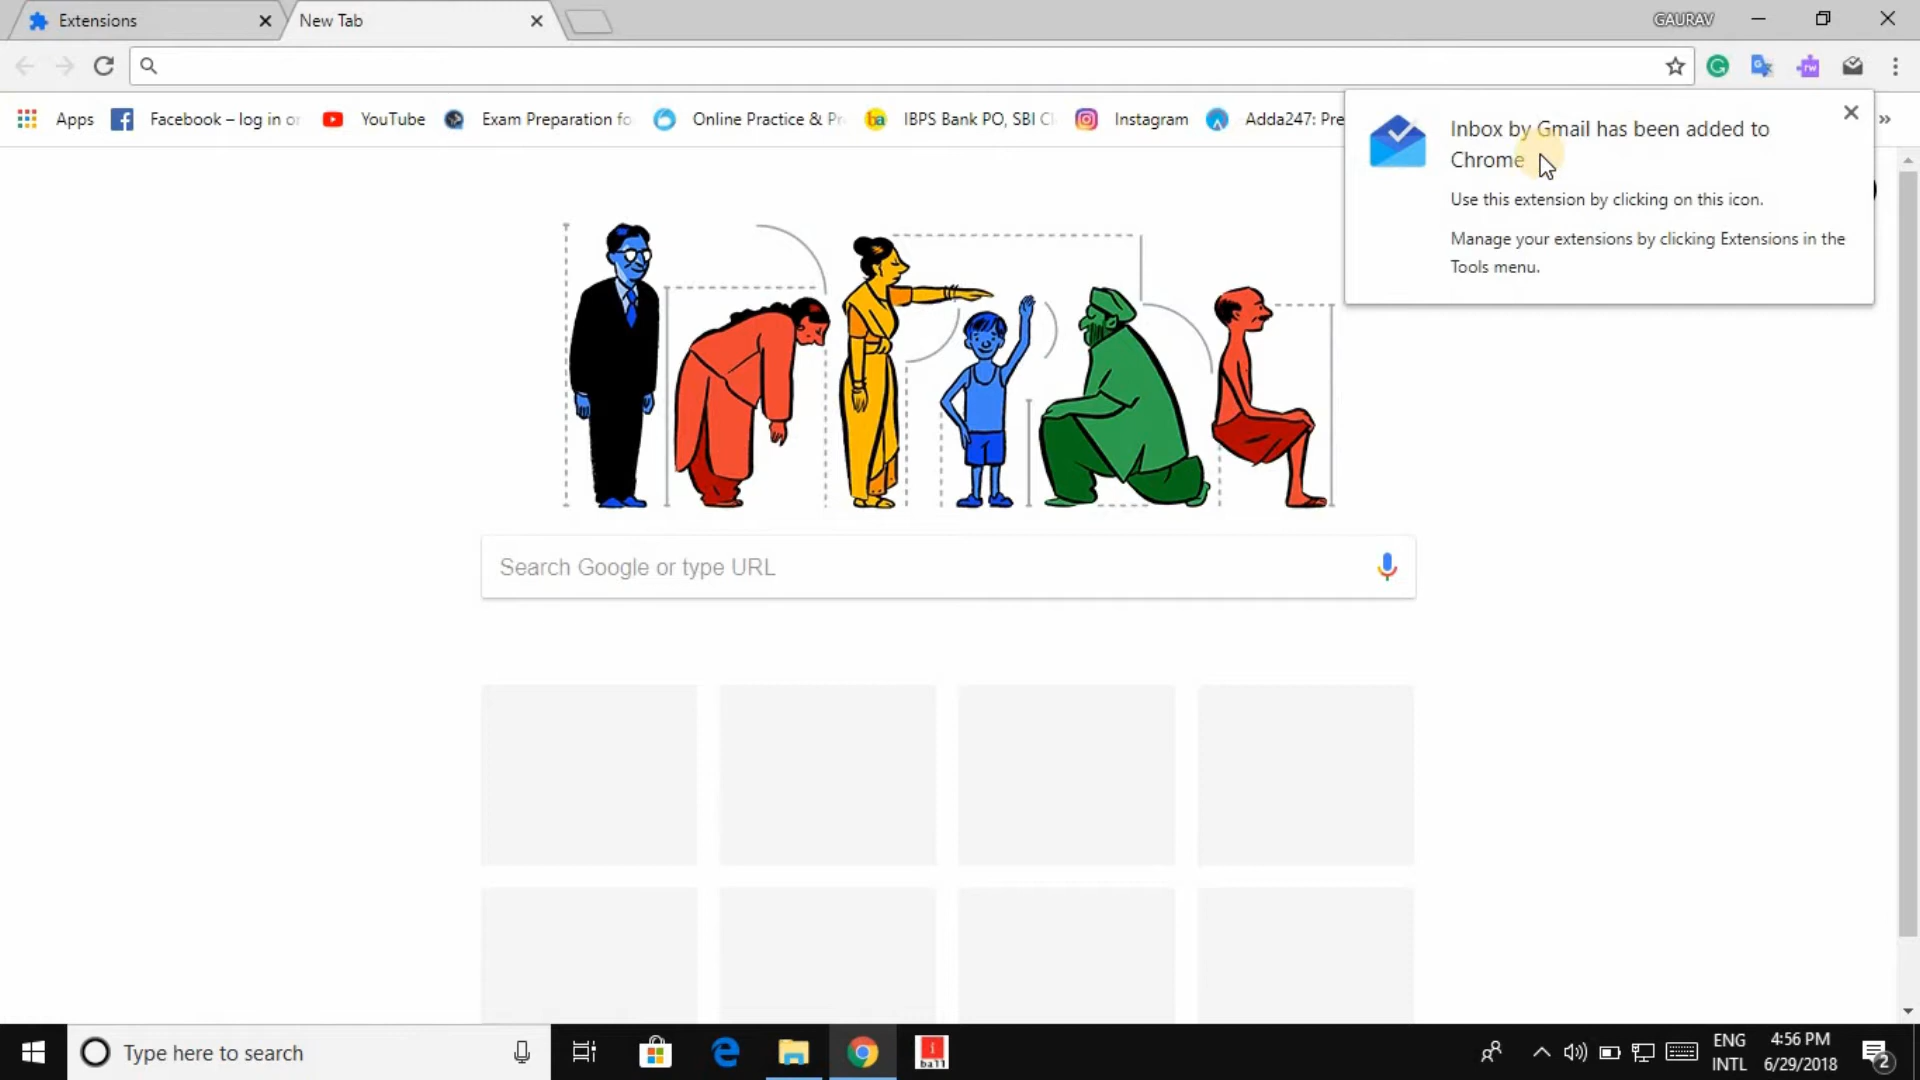 Extensions
New Tab
GAURAV
Apps
Facebook – log in o
YouTube
Exam Preparation fo
Online Practice & Pr
IBPS Bank PO, SBI Cl
Instagram
Adda247: Pre
»
Inbox by Gmail has been added to
Chrome
Use this extension by clicking on this icon.
Manage your extensions by clicking Extensions in the
Tools menu.
Search Google or type URL
Type here to search
ENG
INTL
4:56 PM
6/29/2018
2